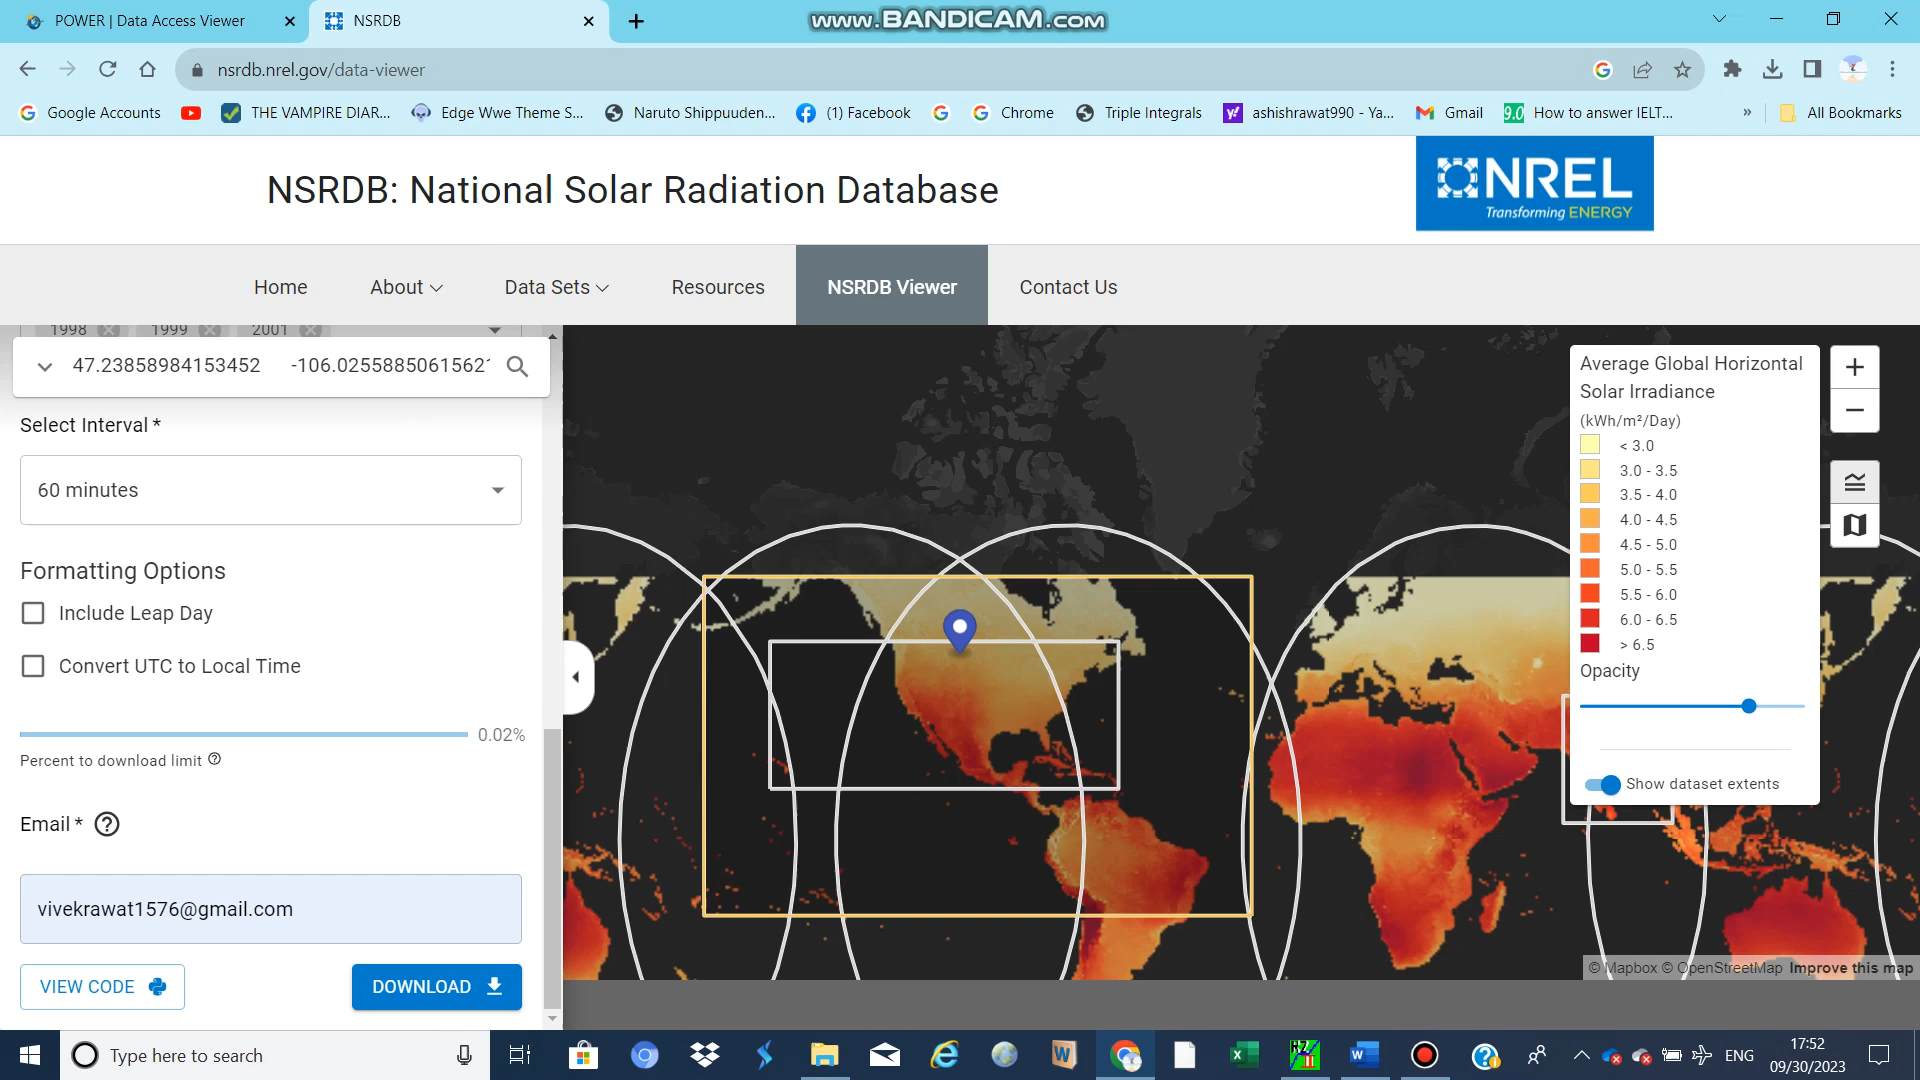 POWER | Data Access Viewer
NSRDB
www.BANDICAM.com
nsrdb.nrel.gov/data-viewer
Google Accounts
THE VAMPIRE DIAR...
Edge Wwe Theme S...
Naruto Shippuuden...
(1) Facebook
Chrome
Triple Integrals
ashishrawat990 - Ya...
Gmail
9.0 How to answer IELT...
»
All Bookmarks
NSRDB: National Solar Radiation Database
NREL
Transforming ENERGY
Home
About
Data Sets
Resources
NSRDB Viewer
Contact Us
1998 1999 2001
47.23858984153452 -106.0255885061562
Select Interval *
60 minutes
Formatting Options
Include Leap Day
Convert UTC to Local Time
0.02%
Percent to download limit
Email *
vivekrawat1576@gmail.com
VIEW CODE
DOWNLOAD
Average Global Horizontal
Solar Irradiance
(kWh/m²/Day)
< 3.0
3.0 - 3.5
3.5 - 4.0
4.0 - 4.5
4.5 - 5.0
5.0 - 5.5
5.5 - 6.0
6.0 - 6.5
> 6.5
Opacity
Show dataset extents
© Mapbox © OpenStreetMap Improve this map
Type here to search
ENG
17:52
09/30/2023